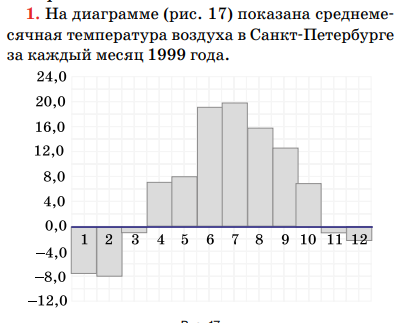 1. На диаграмме (рис. 17) показана среднеме-
сячная температура воздуха в Санкт-Петербурге
за каждый месяц 1999 года.
24,0
20,0
16,0
12,0
8,0
4,0
0,0
1 2 3 4 5 6 7 8 9 10 11 12
−4,0
−8,0
−12,0